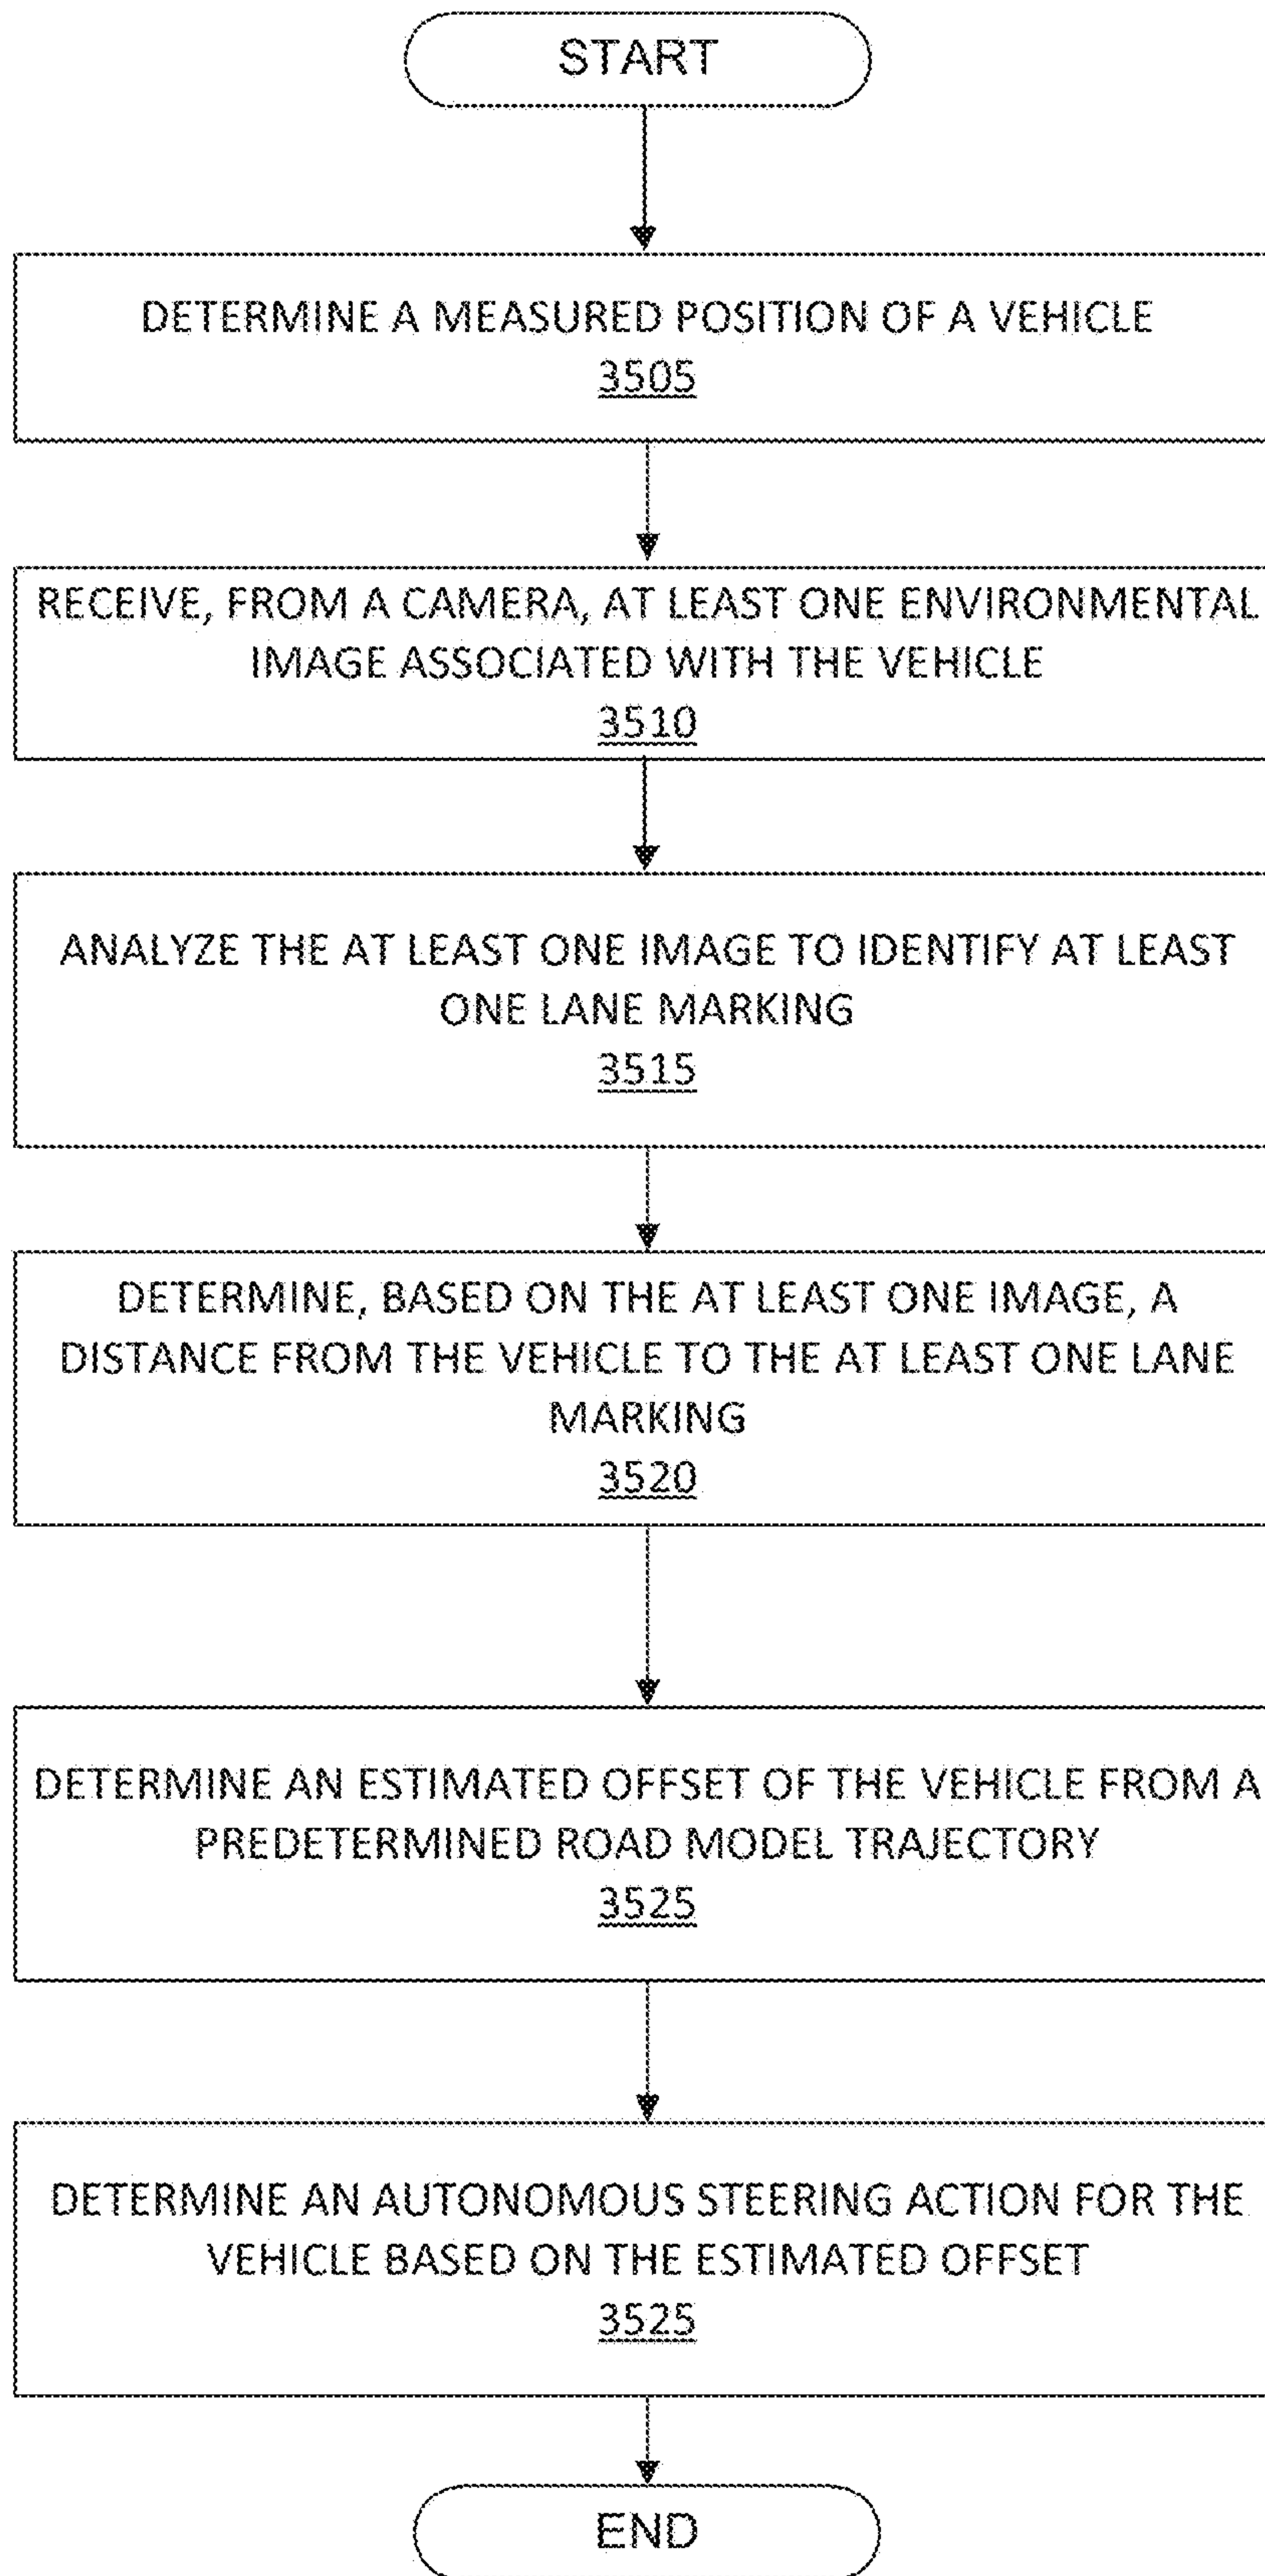 START
DETERMINE A MEASURED POSITION OF A VEHICLE
3505
RECEIVE, FROM A CAMERA, AT LEAST ONE ENVIRONMENTAL
IMAGE ASSOCIATED WITH THE VEHICLE
3510
ANALYZE THE AT LEAST ONE IMAGE TO IDENTIFY AT LEAST
ONE LANE MARKING
3515
DETERMINE, BASED ON THE AT LEAST ONE IMAGE, A
DISTANCE FROM THE VEHICLE TO THE AT LEAST ONE LANE
MARKING
3520
DETERMINE AN ESTIMATED OFFSET OF THE VEHICLE FROM A
PREDETERMINED ROAD MODEL TRAJECTORY
3525
DETERMINE AN AUTONOMOUS STEERING ACTION FOR THE
VEHICLE BASED ON THE ESTIMATED OFFSET
3525
END